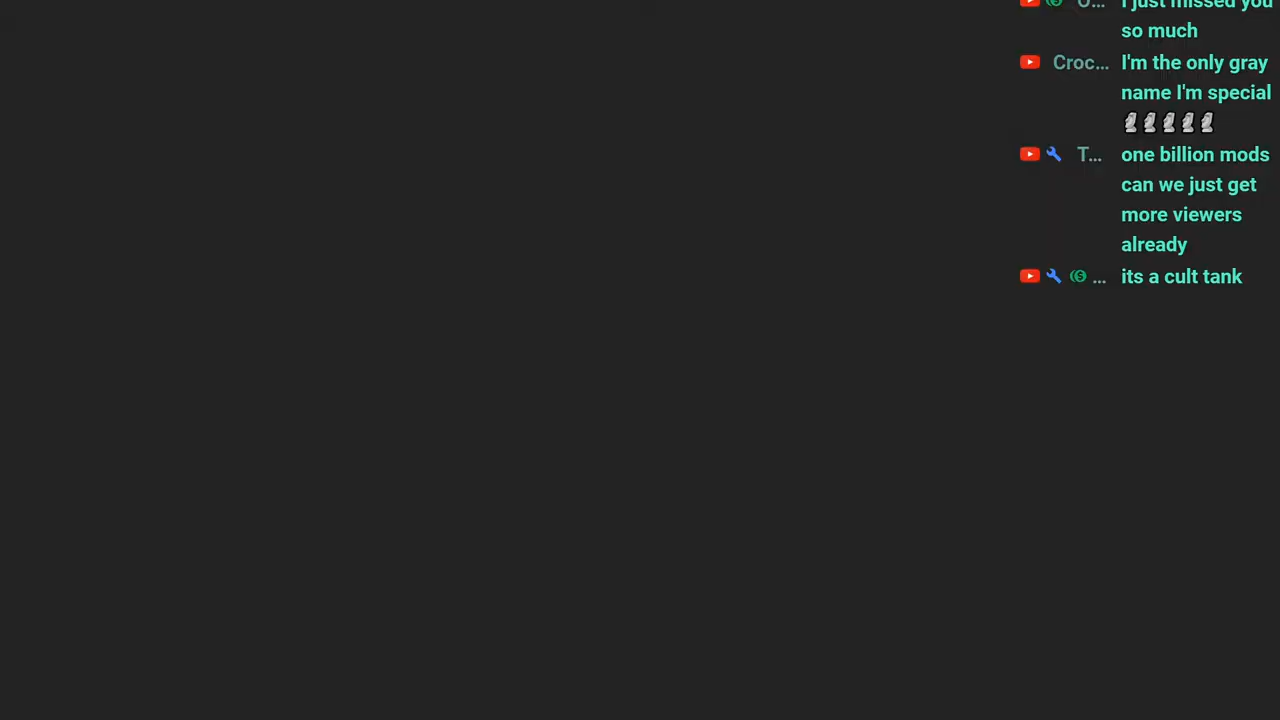 O... I just missed you
so much
Croc... I'm the only gray
name I'm special
🗿🗿🗿🗿🗿
T... one billion mods
can we just get
more viewers
already
... its a cult tank